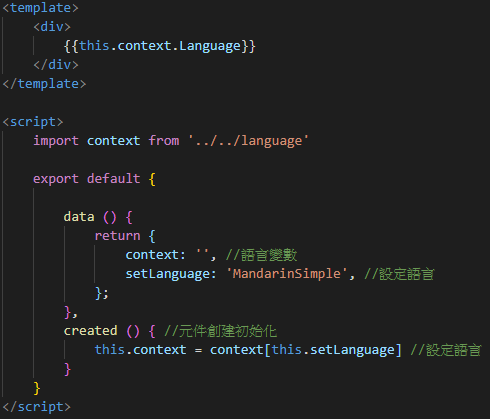 <template>
    <div>
        {{this.context.Language}}
    </div>
</template>

<script>
    import context from '../../language'

    export default {

        data () {
            return {
                context: '', //語言變數
                setLanguage: 'MandarinSimple', //設定語言
            };
        },
        created () { //元件創建初始化
            this.context = context[this.setLanguage] //設定語言
        }
    }
</script>